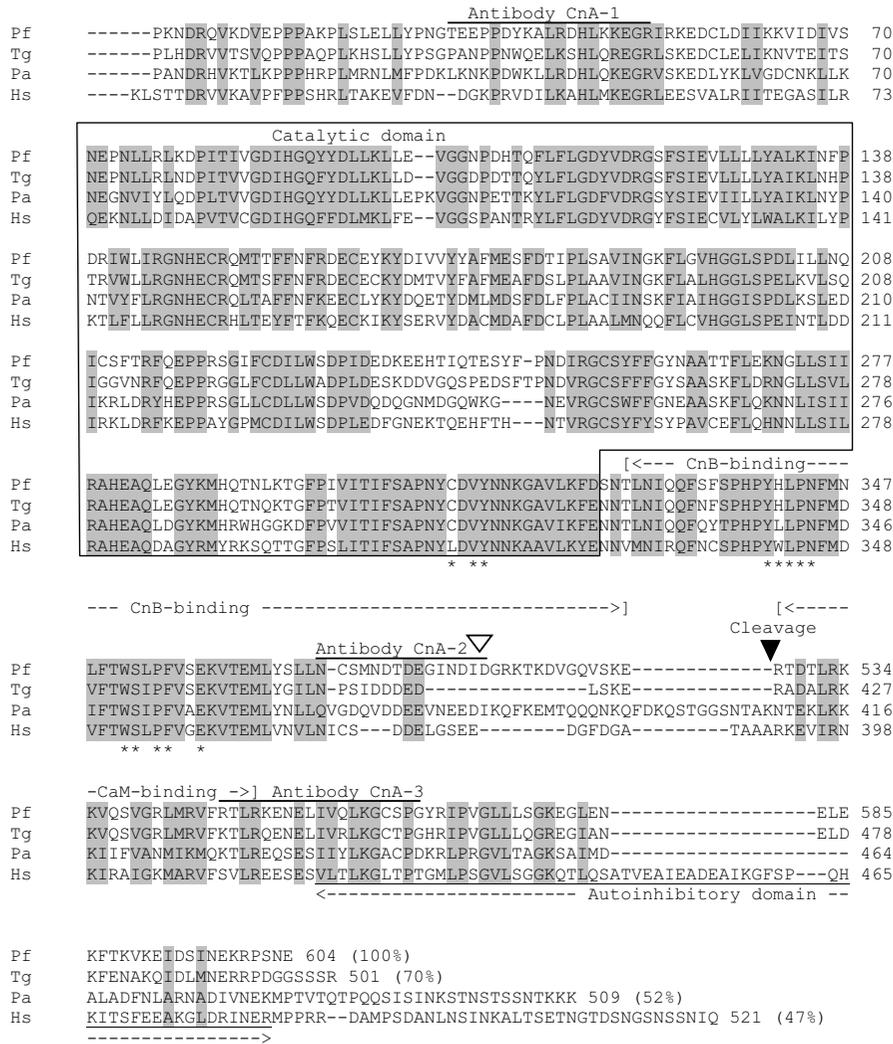 Antibody CnA-1
Pf ------PKNDRQVKDVEPPPAKPLSLELLYPNGTEEPPDYKALRDHLKKEGRIRKEDCLDIIKKVIDIVS 70
Tg ------PLHDRVVTSVQPPPAQPLKHSLLYPSGPANPPNWQELKSHLQREGRLSKEDCLELIKNVTEITS 70
Pa ------PANDRHVKTLKPPPHRPLMRNLMFPDKLKNKPDWKLLRDHLMKEGRVSKEDLYKLVGDCNKLLK 70
Hs ----KLSTTDRVVKAVPFPPSHRLTAKEVFDN--DGKPRVDILKAHLMKEGRLEESVALRIITEGASILR 73
Catalytic domain
Pf NEPNLLRLKDPITIVGDIHGQYYDLLKLLE--VGGNPDHTQFLFLGDYVDRGSFSIEVLLLLYALKINFP 138
Tg NEPNLLRLNDPITVVGDIHGQFYDLLKLLD--VGGDPDTTQYLFLGDYVDRGSFSIEVLLLLYAIKLNHP 138
Pa NEGNVIYLQDPLTVVGDIHGQYYDLLKLLEPKVGGNPETTKYLFLGDFVDRGSYSIEVIILLYAIKLNYP 140
Hs QEKNLLDIDAPVTVCGDIHGQFFDLMKLFE--VGGSPANTRYLFLGDYVDRGYFSIECVLYLWALKILYP 141
Pf DRIWLIRGNHECRQMTTFFNFRDECEYKYDIVVYYAFMESFDTIPLSAVINGKFLGVHGGLSPDLILLNQ 208
Tg TRVWLLRGNHECRQMTSFFNFRDECECKYDMTVYFAFMEAFDSLPLAAVINGKFLALHGGLSPELKVLSQ 208
Pa NTVYFLRGNHECRQLTAFFNFKEECLYKYDQETYDMLMDSFDLFPLACIINSKFIAIHGGISPDLKSLED 210
Hs KTLFLLRGNHECRHLTEYFTFKQECKIKYSERVYDACMDAFDCLPLAALMNQQFLCVHGGLSPEINTLDD 211
Pf ICSFTRFQEPPRSGIFCDILWSDPIDEDKEEHTIQTESYF-PNDIRGCSYFFGYNAATTFLEKNGLLSII 277
Tg IGGVNRFQEPPRGGLFCDILWADPLDESKDDVGQSPEDSFTPNDVRGCSFFFGYSAASKFLDRNGLLSVL 278
Pa IKRLDRYHEPPRSGLLCDLLWSDPVDQDQGNMDGQWKG----NEVRGCSWFFGNEAASKFLQKNNLISII 276
Hs IRKLDRFKEPPAYGPMCDILWSDPLEDFGNEKTQEHFTH---NTVRGCSYFYSYPAVCEFLQHNNLLSIL 278
[<--- CnB-binding----
Pf RAHEAQLEGYKMHQTNLKTGFPIVITIFSAPNYCDVYNNKGAVLKFDSNTLNIQQFSFSPHPYHLPNFMN 347
Tg RAHEAQLEGYKMHQTNQKTGFPTVITIFSAPNYCDVYNNKGAVLKFENNTLNIQQFNFSPHPYHLPNFMD 348
Pa RAHEAQLDGYKMHRWHGGKDFPVVITIFSAPNYCDVYNNKGAVLKFENNTLNIQQFQYTPHPYLLPNFMD 346
Hs RAHEAQDAGYRMYRKSQTTGFPSLITIFSAPNYLDVYNNKAAVLKYENNVMNIRQFNCSPHPYWLPNFMD 348
* ** *****
--- CnB-binding -------------------------------->] [<-----
Cleavage
Antibody CnA-2
Pf LFTWSLPFVSEKVTEMLYSLLN-CSMNDTDEGINDIDGRKTKDVGQVSKE-------------RTDTLRK 534
Tg VFTWSIPFVSEKVTEMLYGILN-PSIDDDED---------------LSKE-------------RADALRK 427
Pa IFTWSLPFVAEKVTEMLYNLLQVGDQVDDEEVNEEDIKQFKEMTQQQNKQFDKQSTGGSNTAKNTEKLKK 416
Hs VFTWSLPFVGEKVTEMLVNVLNICS--DDELGSEE--------DGFDGA-------TAAARKEVIRN 398
** ** *
-CaM-binding ->] Antibody CnA-3
Pf KVQSVGRLMRVFRTLRKENELIVQLKGCSPGYRIPVGLLLSGKEGLEN-------------------ELE 585
Tg KVQSVGRLMRVFKTLRQENELIVRLKGCTPGHRIPVGLLLQGREGIAN-------------------ELD 478
Pa KIIFVANMIKMQKTLREQSESIIYLKGACPDKRLPRGVLTAGKSAIMD---------------------- 464
Hs KIRAIGKMARVFSVLREESESVLTLKGLTPTGMLPSGVLSGGKQTLQSATVEAIEADEAIKGFSP---QH 465
<----------------------- Autoinhibitory domain --
Pf KFTKVKEIDSINEKRPSNE 604 (100%)
Tg KFENAKQIDLMNERRPDGGSSSR 501 (70%)
Pa ALADFNLARNADIVNEKMPTVTQTPQQSISINKSTNSTSSNTKKK 509 (52%)
Hs KITSFEEAKGLDRINERMPPRR--DAMPSDANLNSINKALTSETNGTDSNGSNSSNIQ 521 (47%)
---------------->